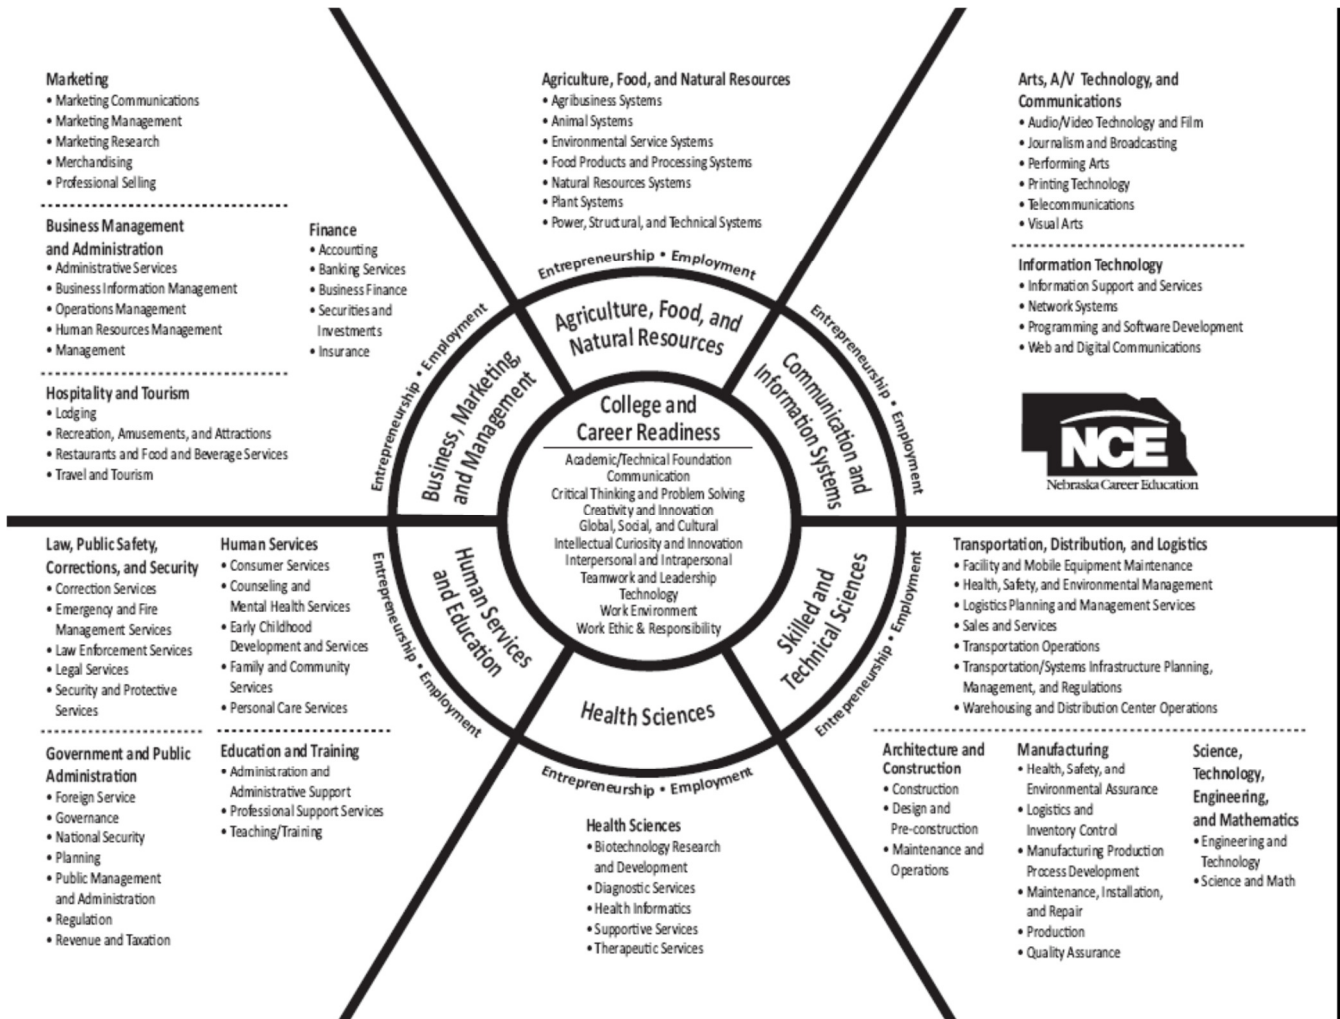 Marketing
• Marketing Communications
• Marketing Management
• Marketing Research
• Merchandising
• Professional Selling
Business Management
and Administration
• Administrative Services
• Business Information Management
• Operations Management
• Human Resources Management
• Management
Finance
• Accounting
• Banking Services
• Business Finance
• Securities and
Investments
• Insurance
Hospitality and Tourism
• Lodging
• Recreation, Amusements, and Attractions
• Restaurants and Food and Beverage Services
• Travel and Tourism
Agriculture, Food, and Natural Resources
• Agribusiness Systems
• Animal Systems
• Environmental Service Systems
• Food Products and Processing Systems
• Natural Resources Systems
• Plant Systems
• Power, Structural, and Technical Systems
Arts, A/V Technology, and
Communications
• Audio/Video Technology and Film
• Journalism and Broadcasting
• Performing Arts
• Printing Technology
• Telecommunications
• Visual Arts
Information Technology
• Information Support and Services
• Network Systems
• Programming and Software Development
• Web and Digital Communications
NCE
Nebraska Career Education
Entrepreneurship • Employment
Agriculture, Food, and
Natural Resources
Entrepreneurship • Employment
Business, Marketing,
and Management
Entrepreneurship • Employment
Communication and
Information Systems
College and
Career Readiness
Academic/Technical Foundation
Communication
Critical Thinking and Problem Solving
Creativity and Innovation
Global, Social, and Cultural
Intellectual Curiosity and Innovation
Interpersonal and Intrapersonal
Teamwork and Leadership
Technology
Work Environment
Work Ethic & Responsibility
Entrepreneurship • Employment
Human Services
and Education
Entrepreneurship • Employment
Skilled and
Technical Sciences
Health Sciences
Entrepreneurship • Employment
Law, Public Safety,
Corrections, and Security
• Correction Services
• Emergency and Fire
Management Services
• Law Enforcement Services
• Legal Services
• Security and Protective
Services
Human Services
• Consumer Services
• Counseling and
Mental Health Services
• Early Childhood
Development and Services
• Family and Community
Services
• Personal Care Services
Government and Public
Administration
• Foreign Service
• Governance
• National Security
• Planning
• Public Management
and Administration
• Regulation
• Revenue and Taxation
Education and Training
• Administration and
Administrative Support
• Professional Support Services
• Teaching/Training
Health Sciences
• Biotechnology Research
and Development
• Diagnostic Services
• Health Informatics
• Supportive Services
• Therapeutic Services
Transportation, Distribution, and Logistics
• Facility and Mobile Equipment Maintenance
• Health, Safety, and Environmental Management
• Logistics Planning and Management Services
• Sales and Services
• Transportation Operations
• Transportation/Systems Infrastructure Planning,
Management, and Regulations
• Warehousing and Distribution Center Operations
Architecture and
Construction
• Construction
• Design and
Pre-construction
• Maintenance and
Operations
Manufacturing
• Health, Safety, and
Environmental Assurance
• Logistics and
Inventory Control
• Manufacturing Production
Process Development
• Maintenance, Installation,
and Repair
• Production
• Quality Assurance
Science,
Technology,
Engineering,
and Mathematics
• Engineering and
Technology
• Science and Math